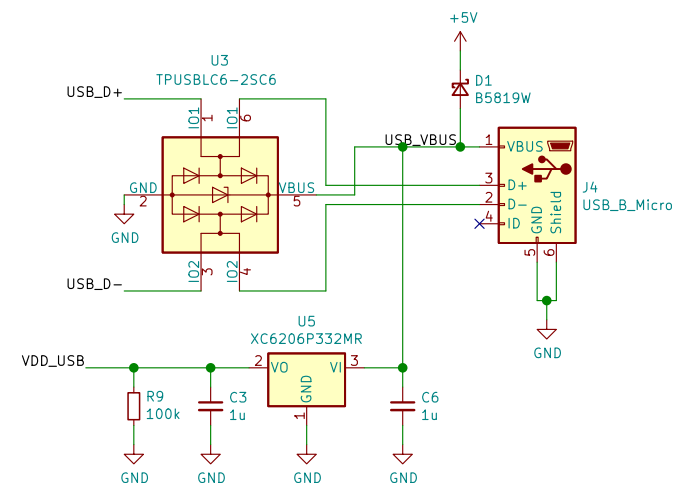 +5V
U3
TPUSBLC6-2SC6
D1
B5819W
USB_D+
IO1
1
IO1
6
USB_VBUS
1
VBUS
GND
2
VBUS
5
3
D+
2
D-
4
ID
GND
Shield
J4
USB_B_Micro
GND
5
6
USB_D-
IO2
3
IO2
4
GND
U5
XC6206P332MR
VDD_USB
2
VO
VI
3
GND
1
R9
100k
C3
1u
C6
1u
GND
GND
GND
GND